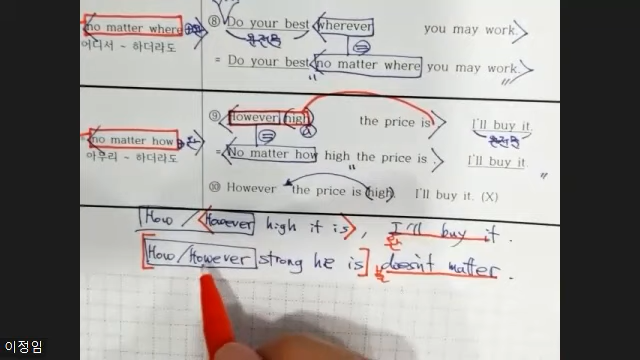 no matter where
어디서 ~ 하더라도
⑧ Do your best wherever you may work.
= Do your best no matter where you may work.
no matter how
아무리 ~ 하더라도
⑨ However high the price is, I'll buy it.
= No matter how high the price is, I'll buy it.
⑩ However the price is high, I'll buy it. (X)
How / However high it is, I'll buy it.
How/However strong he is doesn't matter.
이정임